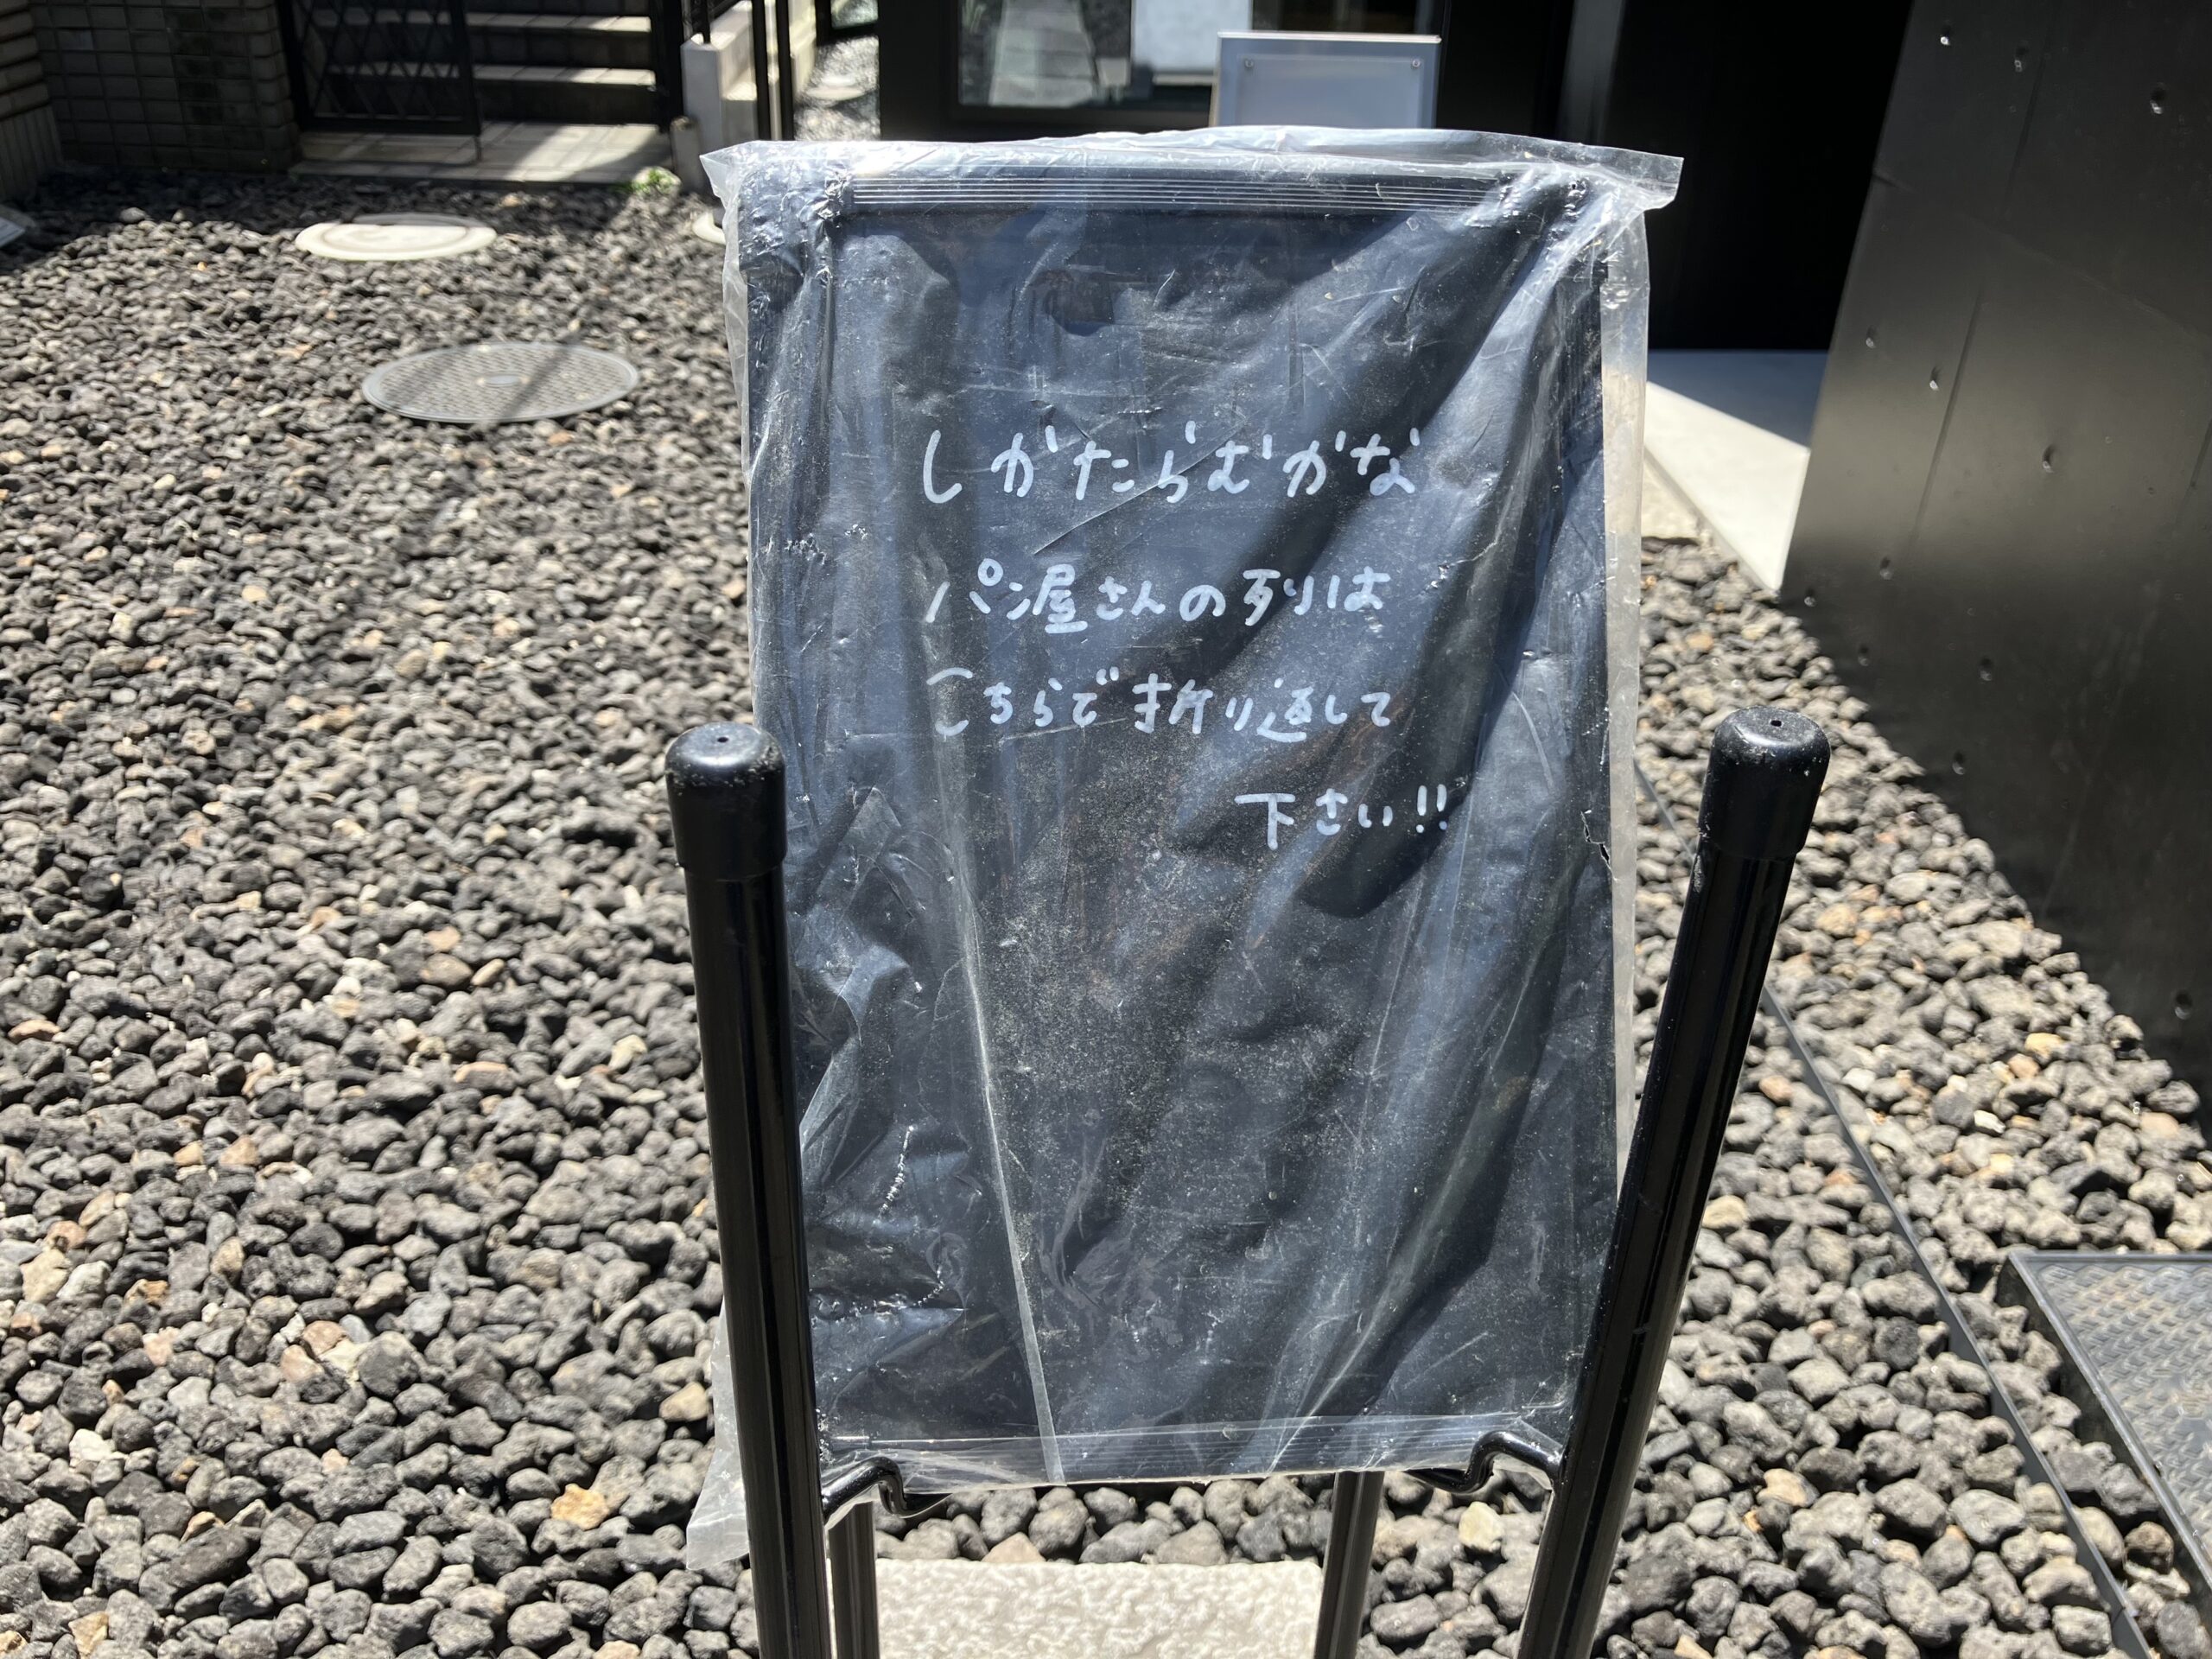 しがたらむかな
パン屋さんの列は
こちらで折り返して
下さい!!